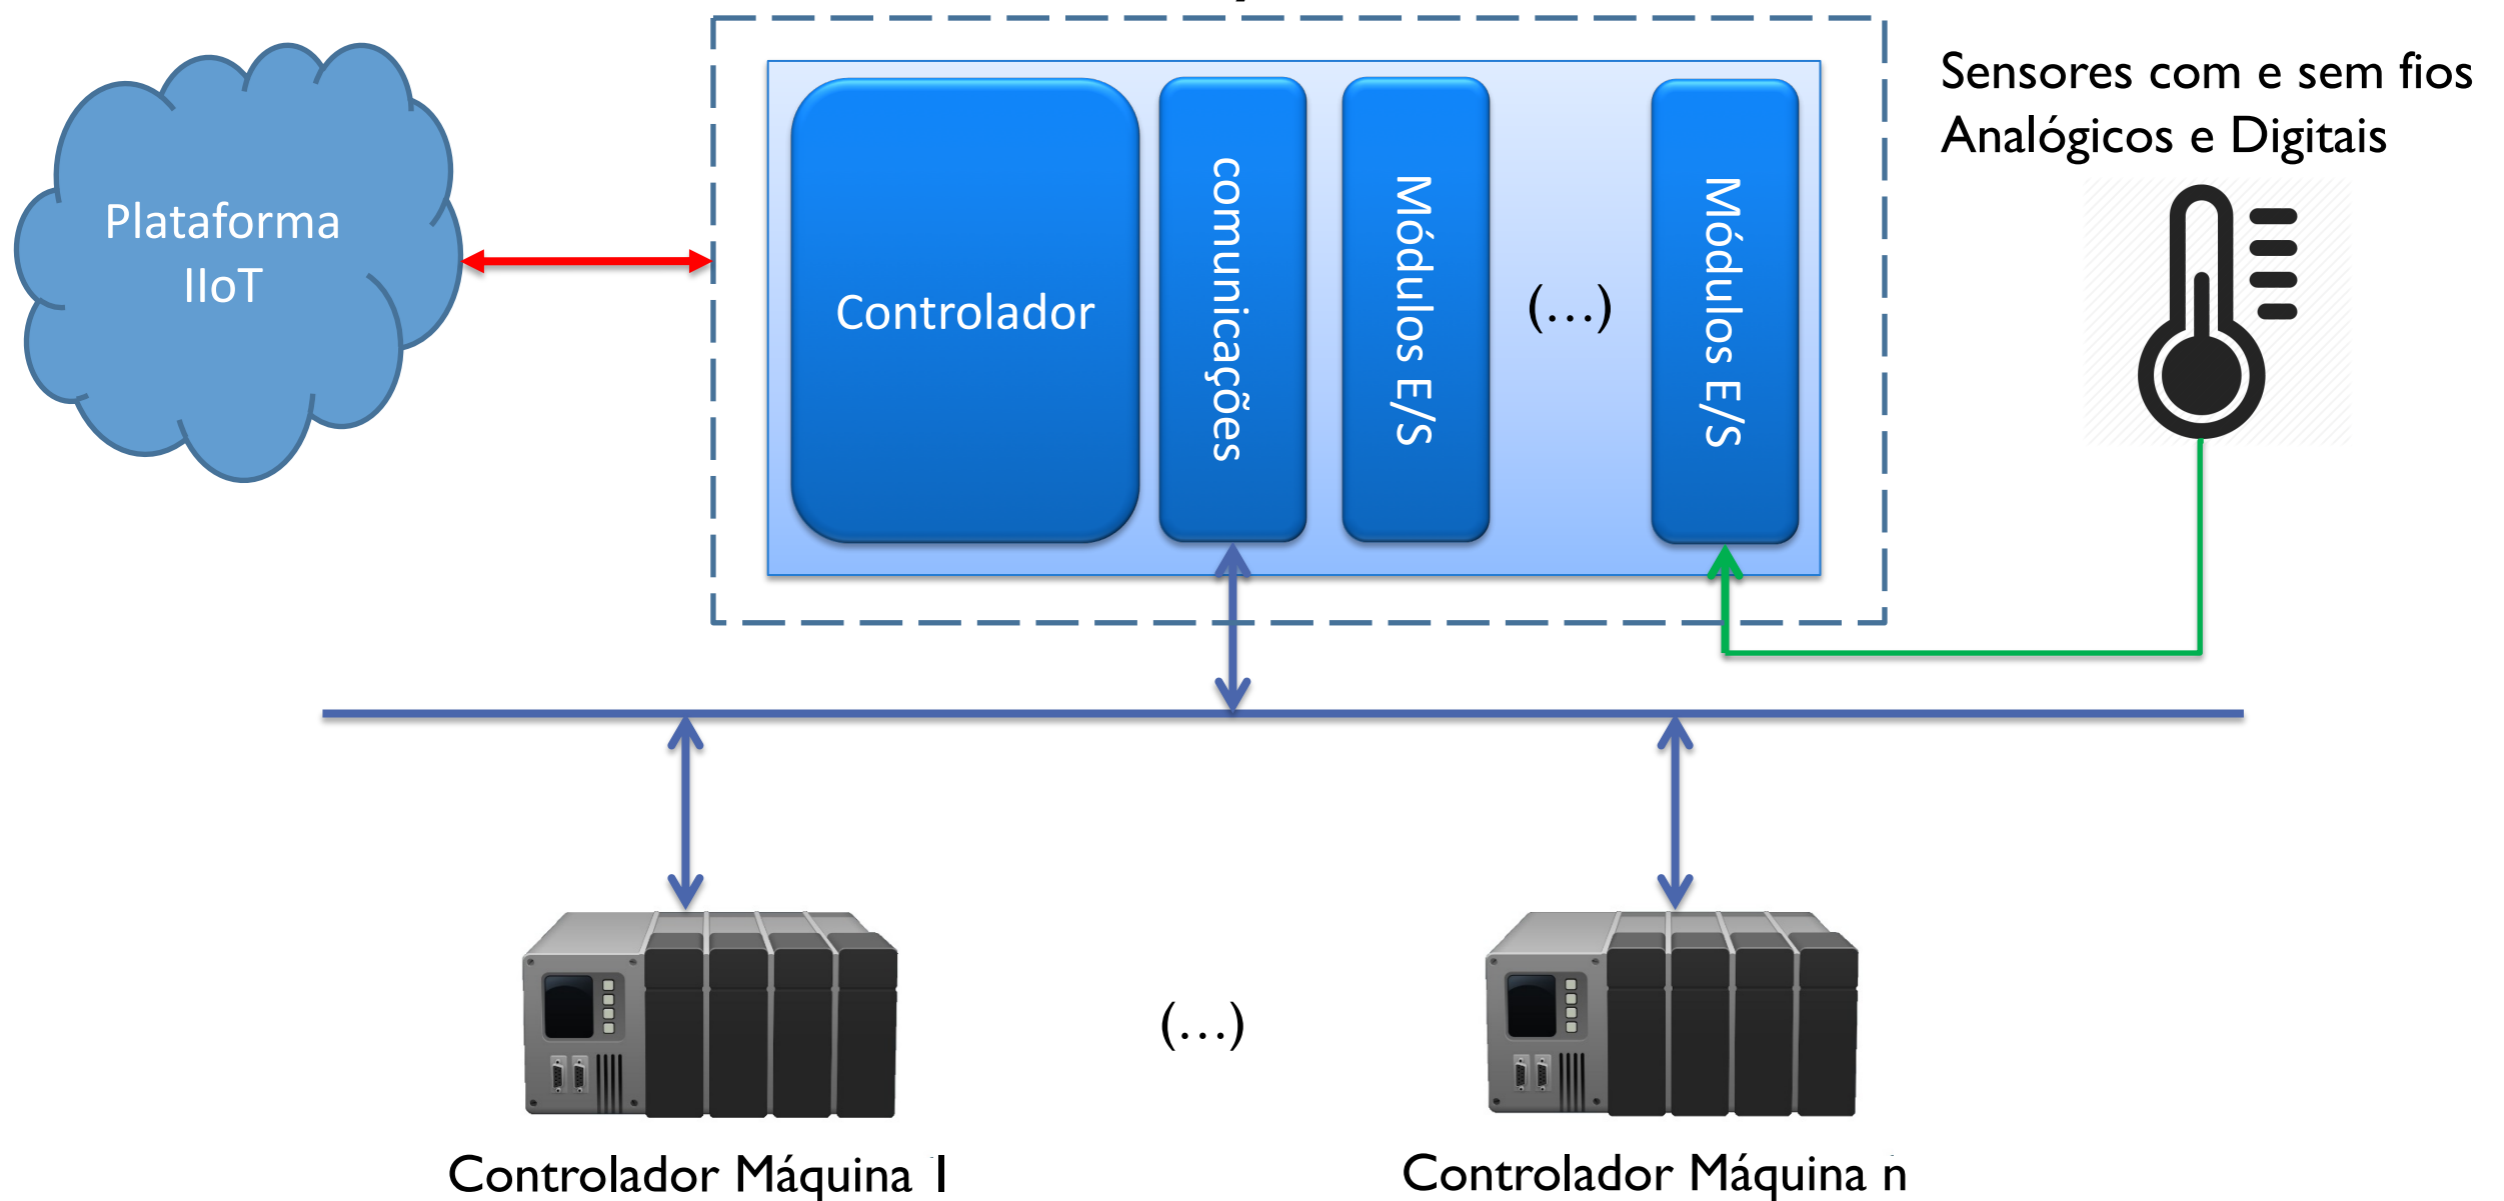 Sensores com e sem fios
Analógicos e Digitais
Plataforma
IIoT
Controlador
comunicações
Módulos E/S
(...)
Módulos E/S
(...)
Controlador Máquina 1
Controlador Máquina n